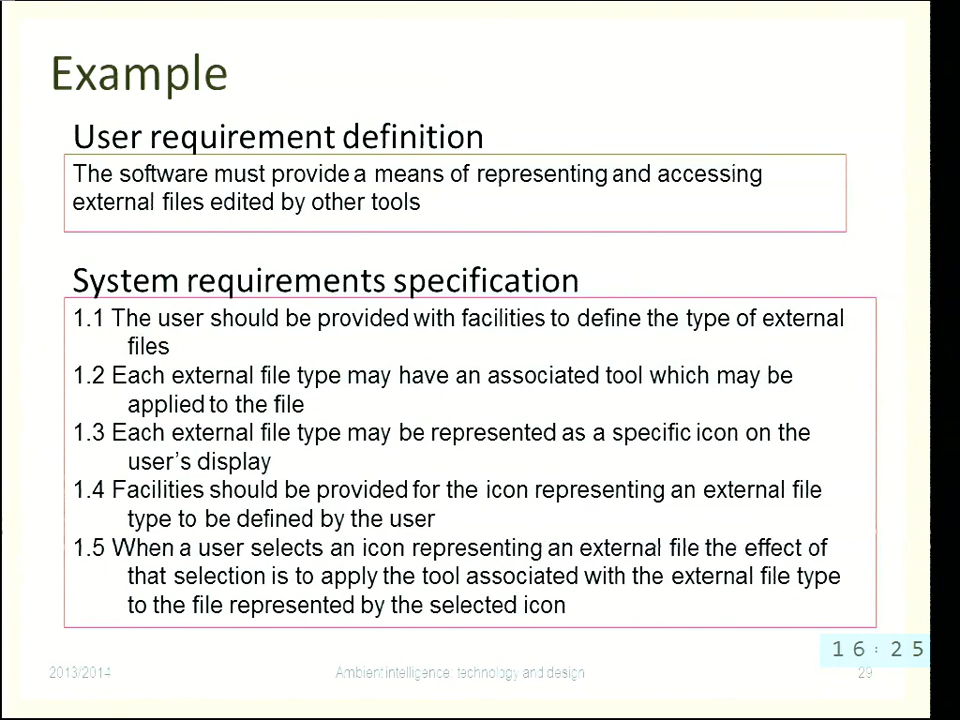 Example
User requirement definition
The software must provide a means of representing and accessing
external files edited by other tools
System requirements specification
1.1 The user should be provided with facilities to define the type of external
files
1.2 Each external file type may have an associated tool which may be
applied to the file
1.3 Each external file type may be represented as a specific icon on the
user's display
1.4 Facilities should be provided for the icon representing an external file
type to be defined by the user
1.5 When a user selects an icon representing an external file the effect of
that selection is to apply the tool associated with the external file type
to the file represented by the selected icon
16:25
2013/2014 Ambient intelligence: technology and design 29